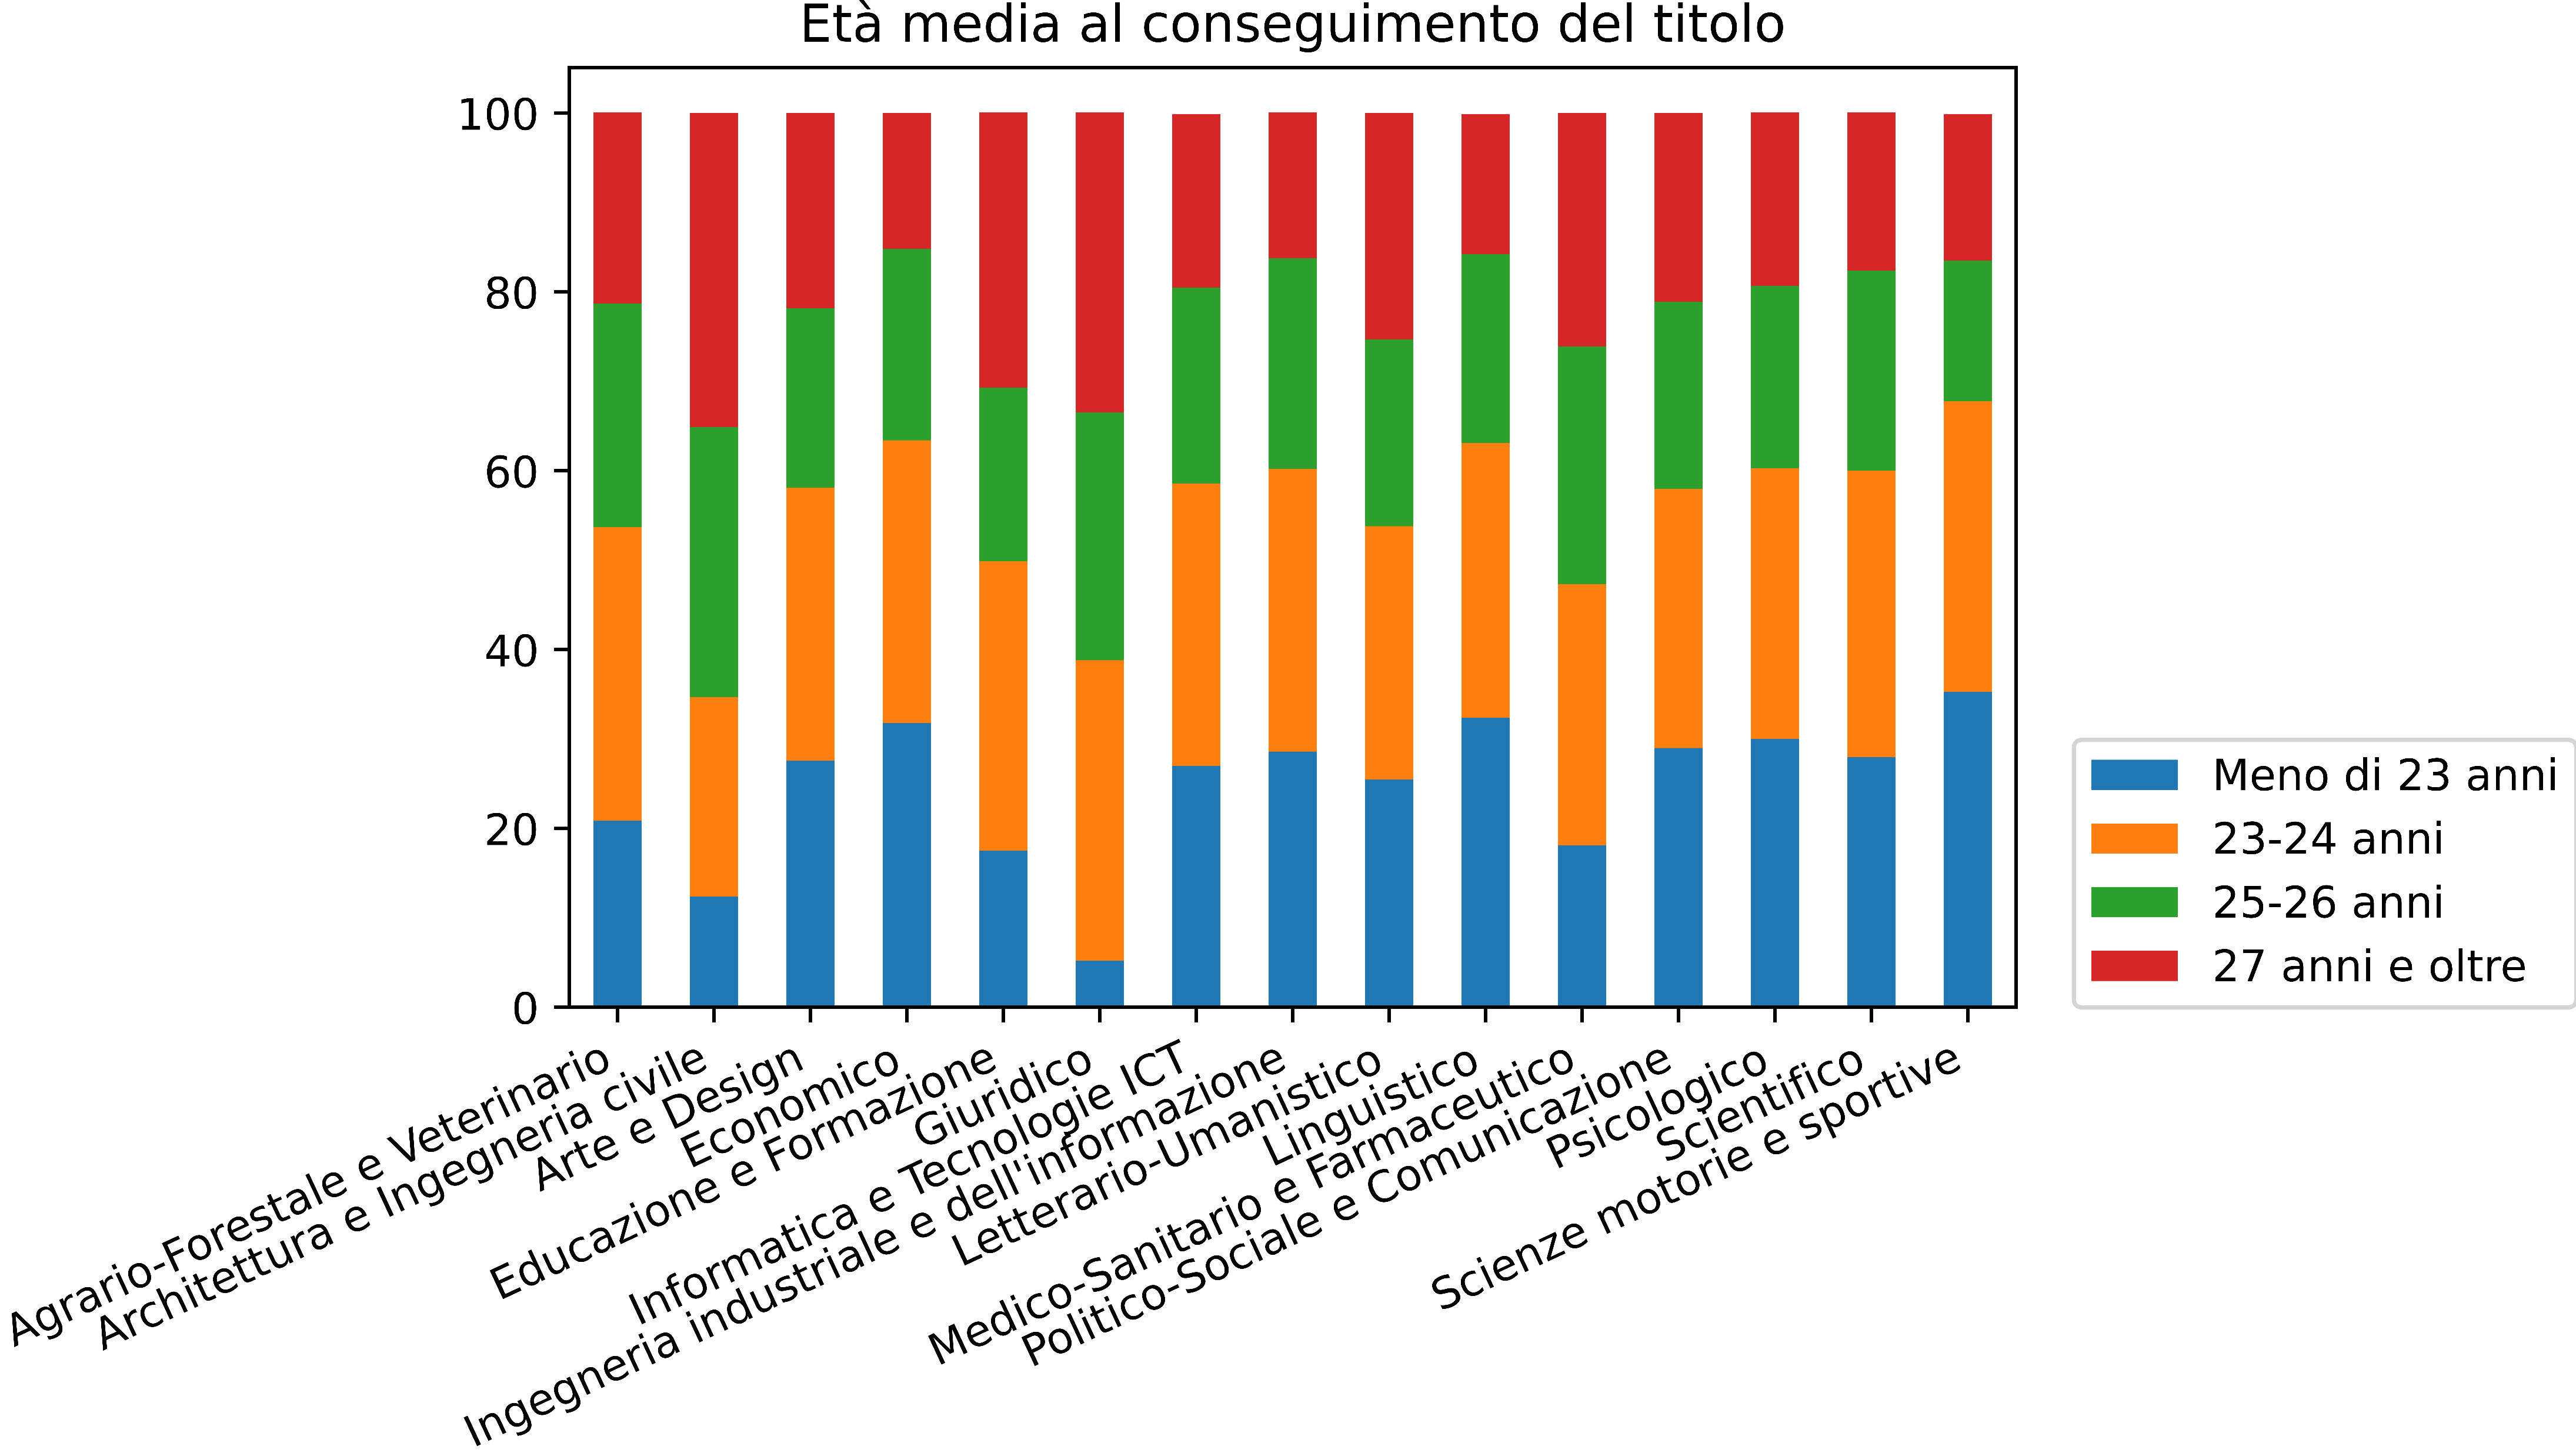 Età media al conseguimento del titolo
100
80
60
40
20
0
Agrario-Forestale e Veterinario
Architettura e Ingegneria civile
Arte e Design
Economico
Educazione e Formazione
Giuridico
Informatica e Tecnologie ICT
Ingegneria industriale e dell'informazione
Letterario-Umanistico
Linguistico
Medico-Sanitario e Farmaceutico
Politico-Sociale e Comunicazione
Psicologico
Scientifico
Scienze motorie e sportive
Meno di 23 anni
23-24 anni
25-26 anni
27 anni e oltre